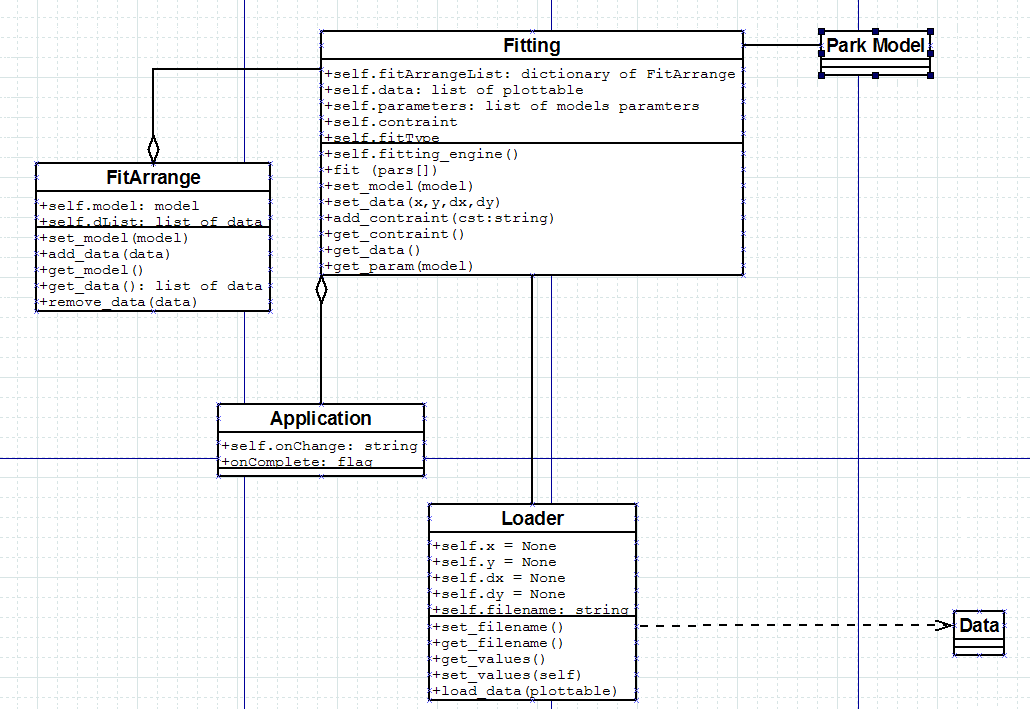 Fitting
+self.fitArrangeList: dictionary of FitArrange
+self.data: list of plottable
+self.parameters: list of models paramters
+self.contraint
+self.fitType
+self.fitting_engine()
+fit (pars[])
+set_model(model)
+set_data(x,y,dx,dy)
+add_contraint(cst:string)
+get_contraint()
+get_data()
+get_param(model)
Park Model
FitArrange
+self.model: model
+self.dList: list of data
+set_model(model)
+add_data(data)
+get_model()
+get_data(): list of data
+remove_data(data)
Application
+self.onChange: string
+onComplete: flag
Loader
+self.x = None
+self.y = None
+self.dx = None
+self.dy = None
+self.filename: string
+set_filename()
+get_filename()
+get_values()
+set_values(self)
+load_data(plottable)
Data